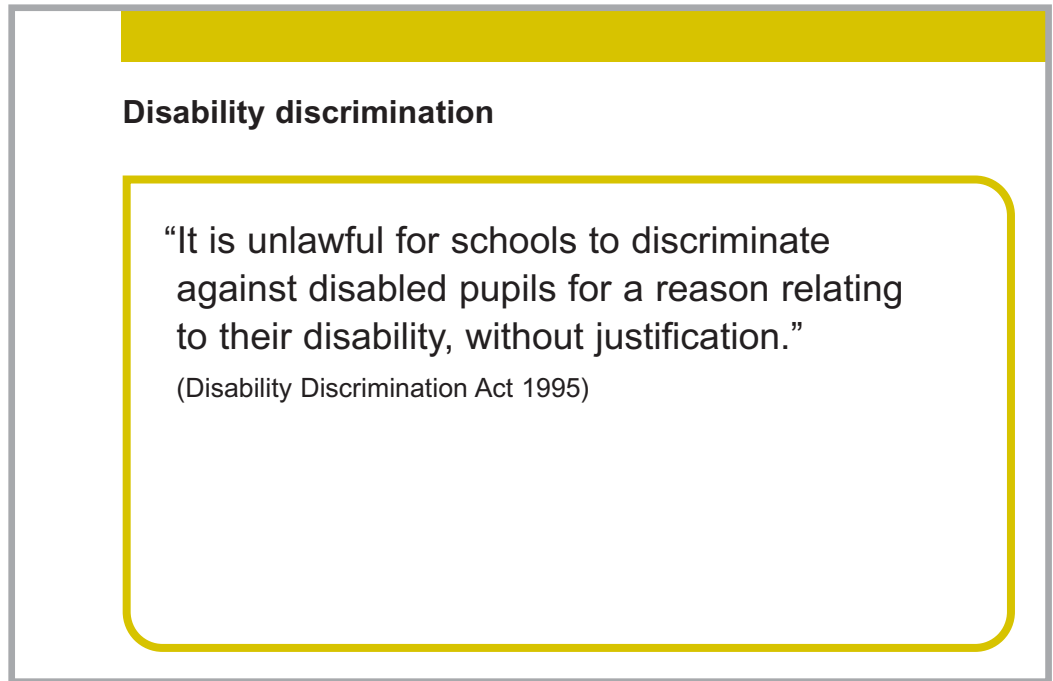 Disability discrimination
“It is unlawful for schools to discriminate
against disabled pupils for a reason relating
to their disability, without justification.”
(Disability Discrimination Act 1995)